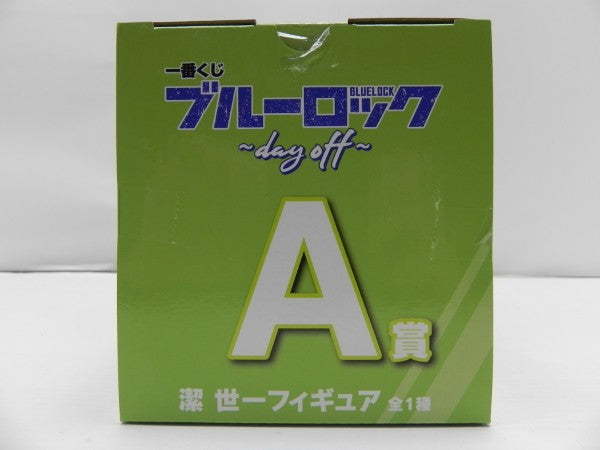 一番くじ
ブルーロック
BLUELOCK
~day off~
A賞
潔 世一フィギュア 全1種